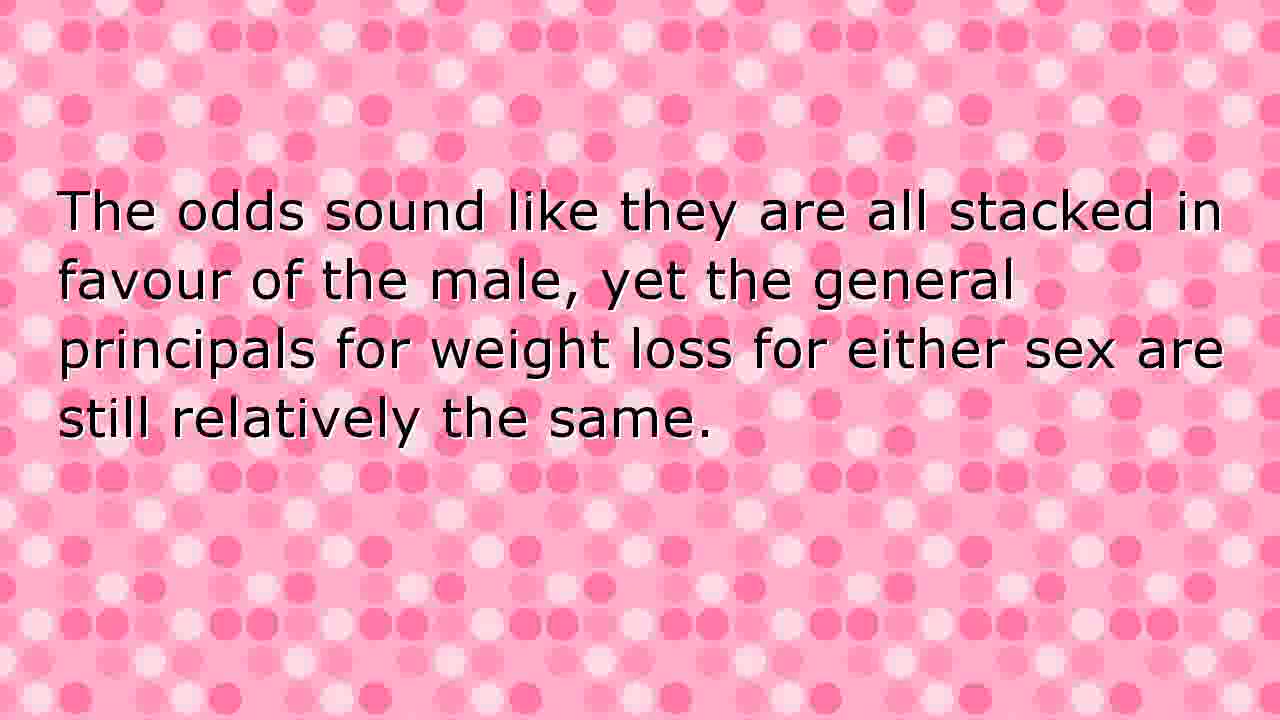 The odds sound like they are all stacked in
favour of the male, yet the general
principals for weight loss for either sex are
still relatively the same.